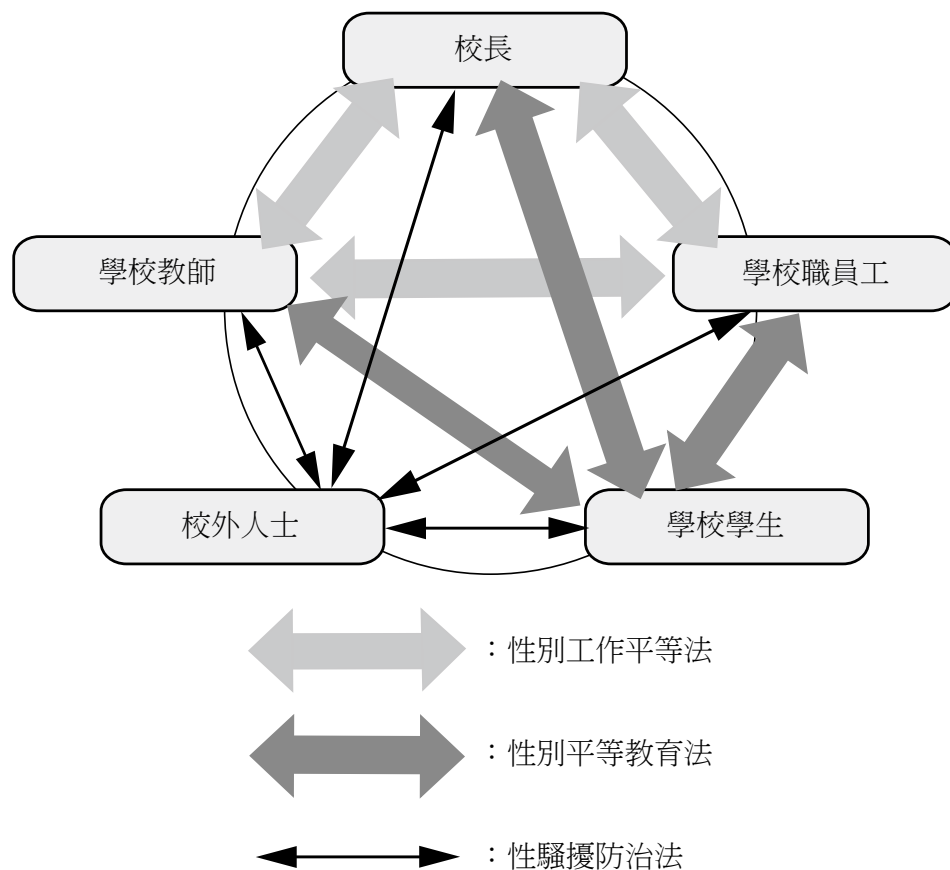 校長
學校教師
學校職員工
校外人士
學校學生
：性別工作平等法
：性別平等教育法
：性騷擾防治法